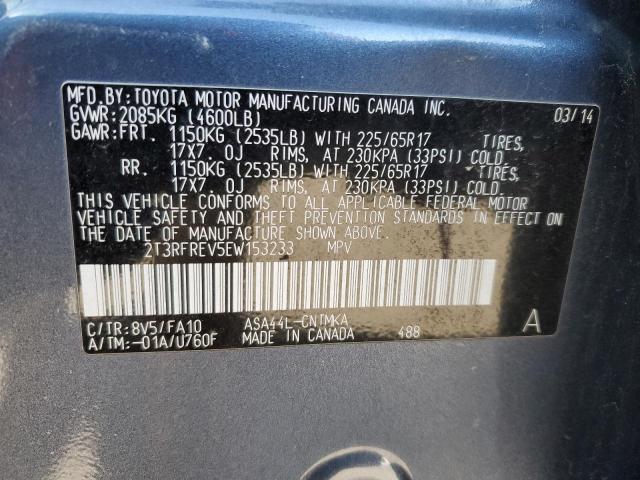 MFD.BY:TOYOTA MOTOR MANUFACTURING CANADA INC. 03/14
GVWR:2085KG (4600LB)
GAWR:FRT. 1150KG (2535LB) WITH 225/65R17 TIRES,
17X7.0J RIMS, AT 230KPA (33PSI) COLD.
RR. 1150KG (2535LB) WITH 225/65R17 TIRES,
17X7.0J RIMS, AT 230KPA (33PSI) COLD.
THIS VEHICLE CONFORMS TO ALL APPLICABLE FEDERAL MOTOR
VEHICLE SAFETY AND THEFT PREVENTION STANDARDS IN EFFECT ON
THE DATE OF MANUFACTURE SHOWN ABOVE.
2T3RFREV5EW153233 MPV
C/TR:8V5/FA10 ASA44L-CNTMKA
A/TM:-01A/U760F MADE IN CANADA 488 A